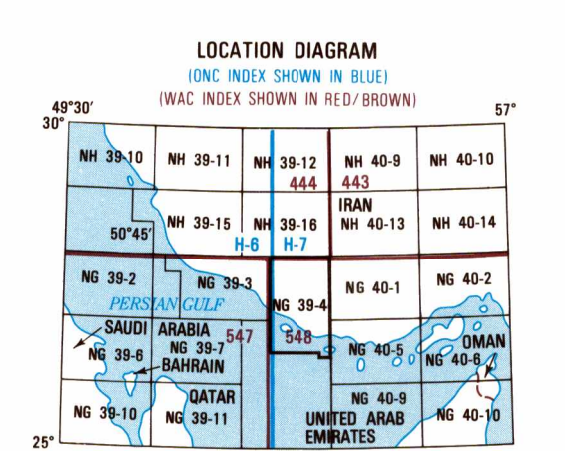 LOCATION DIAGRAM
(ONC INDEX SHOWN IN BLUE)
(WAC INDEX SHOWN IN RED/BROWN)
49°30' 57°
30°
NH 39-10 NH 39-11 NH 39-12 NH 40-9 NH 40-10
444 443
IRAN
NH 39-15 NH 39-16 NH 40-13 NH 40-14
50°45' H-6 H-7
NG 39-2 NG 39-3 NG 40-1 NG 40-2
PERSIAN GULF NG 39-4
SAUDI ARABIA 547 548 OMAN
NG 39-6 NG 39-7 NG 40-5 NG 40-6
BAHRAIN
QATAR NG 40-9
NG 39-10 NG 39-11 UNITED ARAB NG 40-10
25° EMIRATES